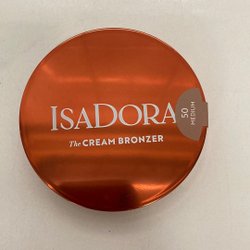 ISADORA
The CREAM BRONZER
50
MEDIUM